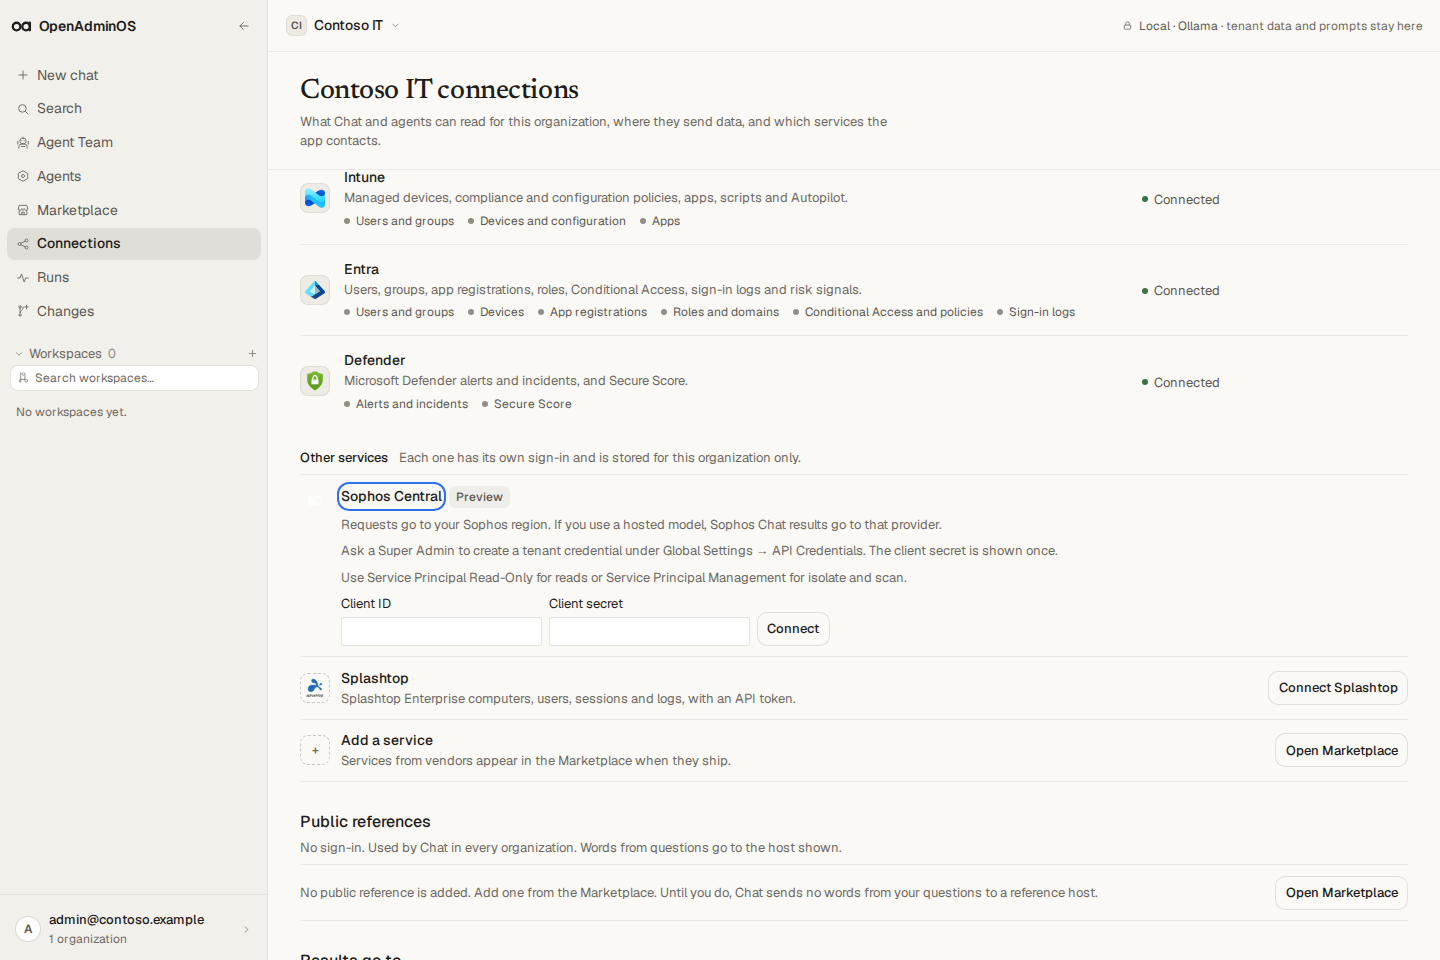 OpenAdminOS
New chat
Search
Agent Team
Agents
Marketplace
Connections
Runs
Changes
Workspaces 0
Search workspaces…
No workspaces yet.
A
admin@contoso.example
1 organization
CI Contoso IT
Local · Ollama · tenant data and prompts stay here
Contoso IT connections
What Chat and agents can read for this organization, where they send data, and which services the
app contacts.
Intune
Managed devices, compliance and configuration policies, apps, scripts and Autopilot.
Users and groups Devices and configuration Apps
Connected
Entra
Users, groups, app registrations, roles, Conditional Access, sign-in logs and risk signals.
Users and groups Devices App registrations Roles and domains Conditional Access and policies Sign-in logs
Connected
Defender
Microsoft Defender alerts and incidents, and Secure Score.
Alerts and incidents Secure Score
Connected
Other services Each one has its own sign-in and is stored for this organization only.
Sophos Central Preview
Requests go to your Sophos region. If you use a hosted model, Sophos Chat results go to that provider.
Ask a Super Admin to create a tenant credential under Global Settings → API Credentials. The client secret is shown once.
Use Service Principal Read-Only for reads or Service Principal Management for isolate and scan.
Client ID Client secret
Connect
Splashtop
Splashtop Enterprise computers, users, sessions and logs, with an API token.
Connect Splashtop
Add a service
Services from vendors appear in the Marketplace when they ship.
Open Marketplace
Public references
No sign-in. Used by Chat in every organization. Words from questions go to the host shown.
No public reference is added. Add one from the Marketplace. Until you do, Chat sends no words from your questions to a reference host.
Open Marketplace
Results go to